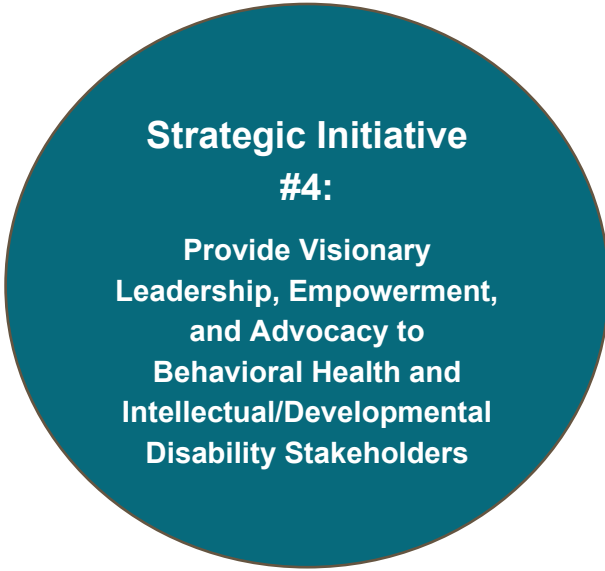 Strategic Initiative
#4:
Provide Visionary
Leadership, Empowerment,
and Advocacy to
Behavioral Health and
Intellectual/Developmental
Disability Stakeholders